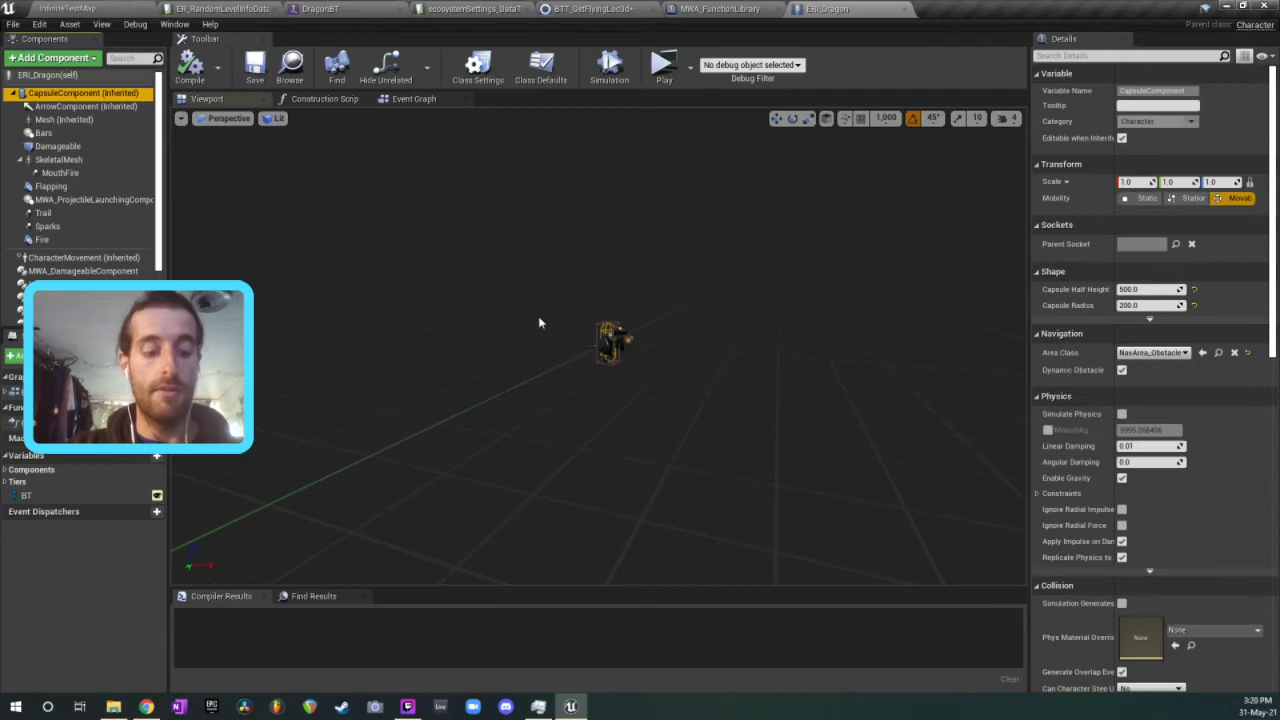 InfiniteTestMap
ER_RandomLevelInfoData
DragonBT
ecosystemSettings_DataT
BTT_GetFlyingLoc3d*
MWA_FunctionLibrary
ERI_Dragon
File Edit Asset View Debug Window Help
Parent class: Character
Components
+ Add Component
Search
ERI_Dragon(self)
CapsuleComponent (Inherited)
ArrowComponent (Inherited)
Mesh (Inherited)
Bars
Damageable
SkeletalMesh
MouthFire
Flapping
MWA_ProjectileLaunchingCompo
Trail
Sparks
Fire
CharacterMovement (Inherited)
MWA_DamageableComponent
Variables
Components
Tiers
BT
Event Dispatchers
Toolbar
Compile
Save
Browse
Find
Hide Unrelated
Class Settings
Class Defaults
Simulation
Play
No debug object selected
Debug Filter
Viewport
Construction Scrip
Event Graph
Perspective
Lit
1,000
45°
10
4
Compiler Results
Find Results
Clear
Details
Search Details
Variable
Variable Name CapsuleComponent
Tooltip
Category Character
Editable when Inherite
Transform
Scale 1.0 1.0 1.0
Mobility Static Station Movat
Sockets
Parent Socket
Shape
Capsule Half Height 500.0
Capsule Radius 200.0
Navigation
Area Class NavArea_Obstacle
Dynamic Obstacle
Physics
Simulate Physics
MassInKg 5995.066406
Linear Damping 0.01
Angular Damping 0.0
Enable Gravity
Constraints
Ignore Radial Impulse
Ignore Radial Force
Apply Impulse on Dam
Replicate Physics to
Collision
Simulation Generates
Phys Material Overri
None
None
Generate Overlap Eve
Can Character Step U
No
3:20 PM
31-May-21